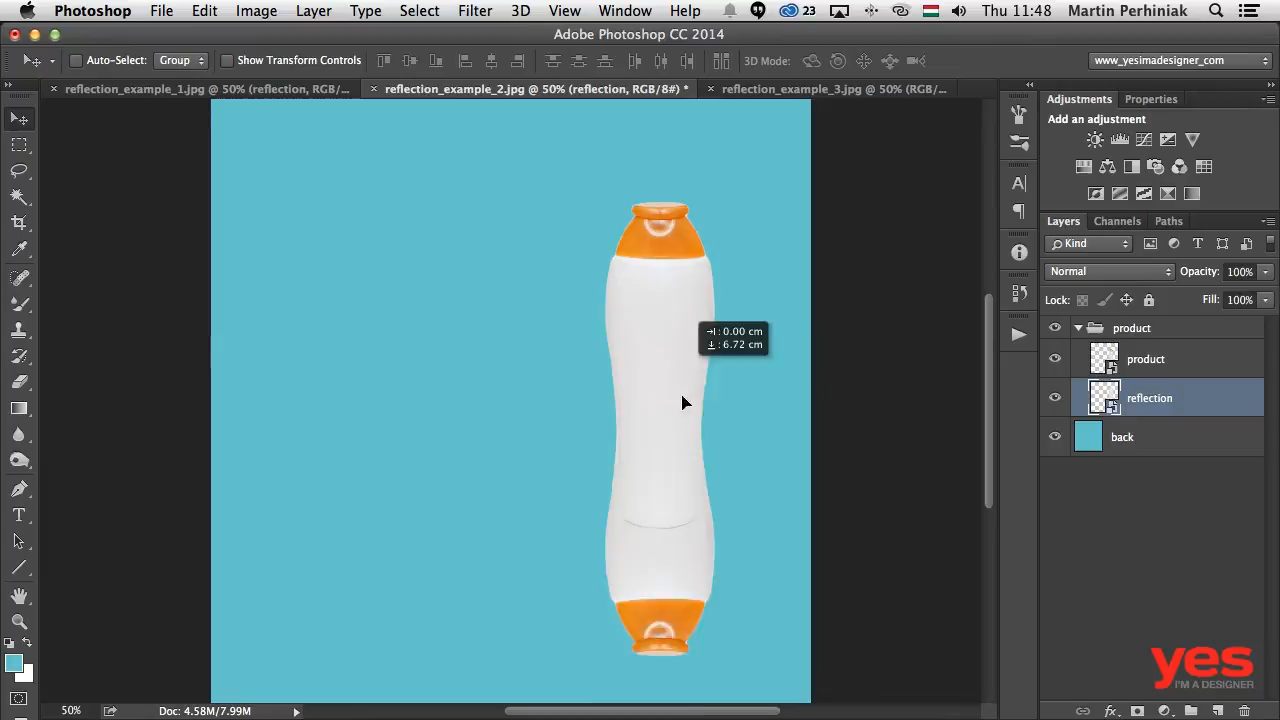 Photoshop File Edit Image Layer Type Select Filter 3D View Window Help 23 Thu 11:48 Martin Perhiniak
Adobe Photoshop CC 2014
Auto-Select: Group Show Transform Controls 3D Mode: www_yesimadesigner_com
reflection_example_1.jpg @ 50% (reflection, RGB/... reflection_example_2.jpg @ 50% (reflection, RGB/8#) * reflection_example_3.jpg @ 50% (RGB/...
Adjustments Properties
Add an adjustment
Layers Channels Paths
Kind
Normal Opacity: 100%
Lock: Fill: 100%
product
product
reflection
back
: 0.00 cm
: 6.72 cm
yes
I'M A DESIGNER
50% Doc: 4.58M/7.99M